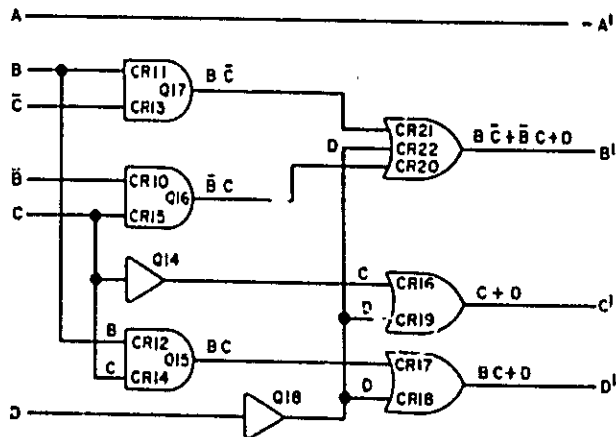 A
A'
B
CR11
Q17
B C̄
C̄
CR13
CR21
D
CR22
B C̄ + B̄ C + D
B'
CR20
B̄
CR10
Q16
B̄ C
C
CR15
Q14
C
CR16
C + D
C'
D
CR19
B
CR12
Q15
B C
CR17
C
CR14
B C + D
D'
D
CR18
D
Q18